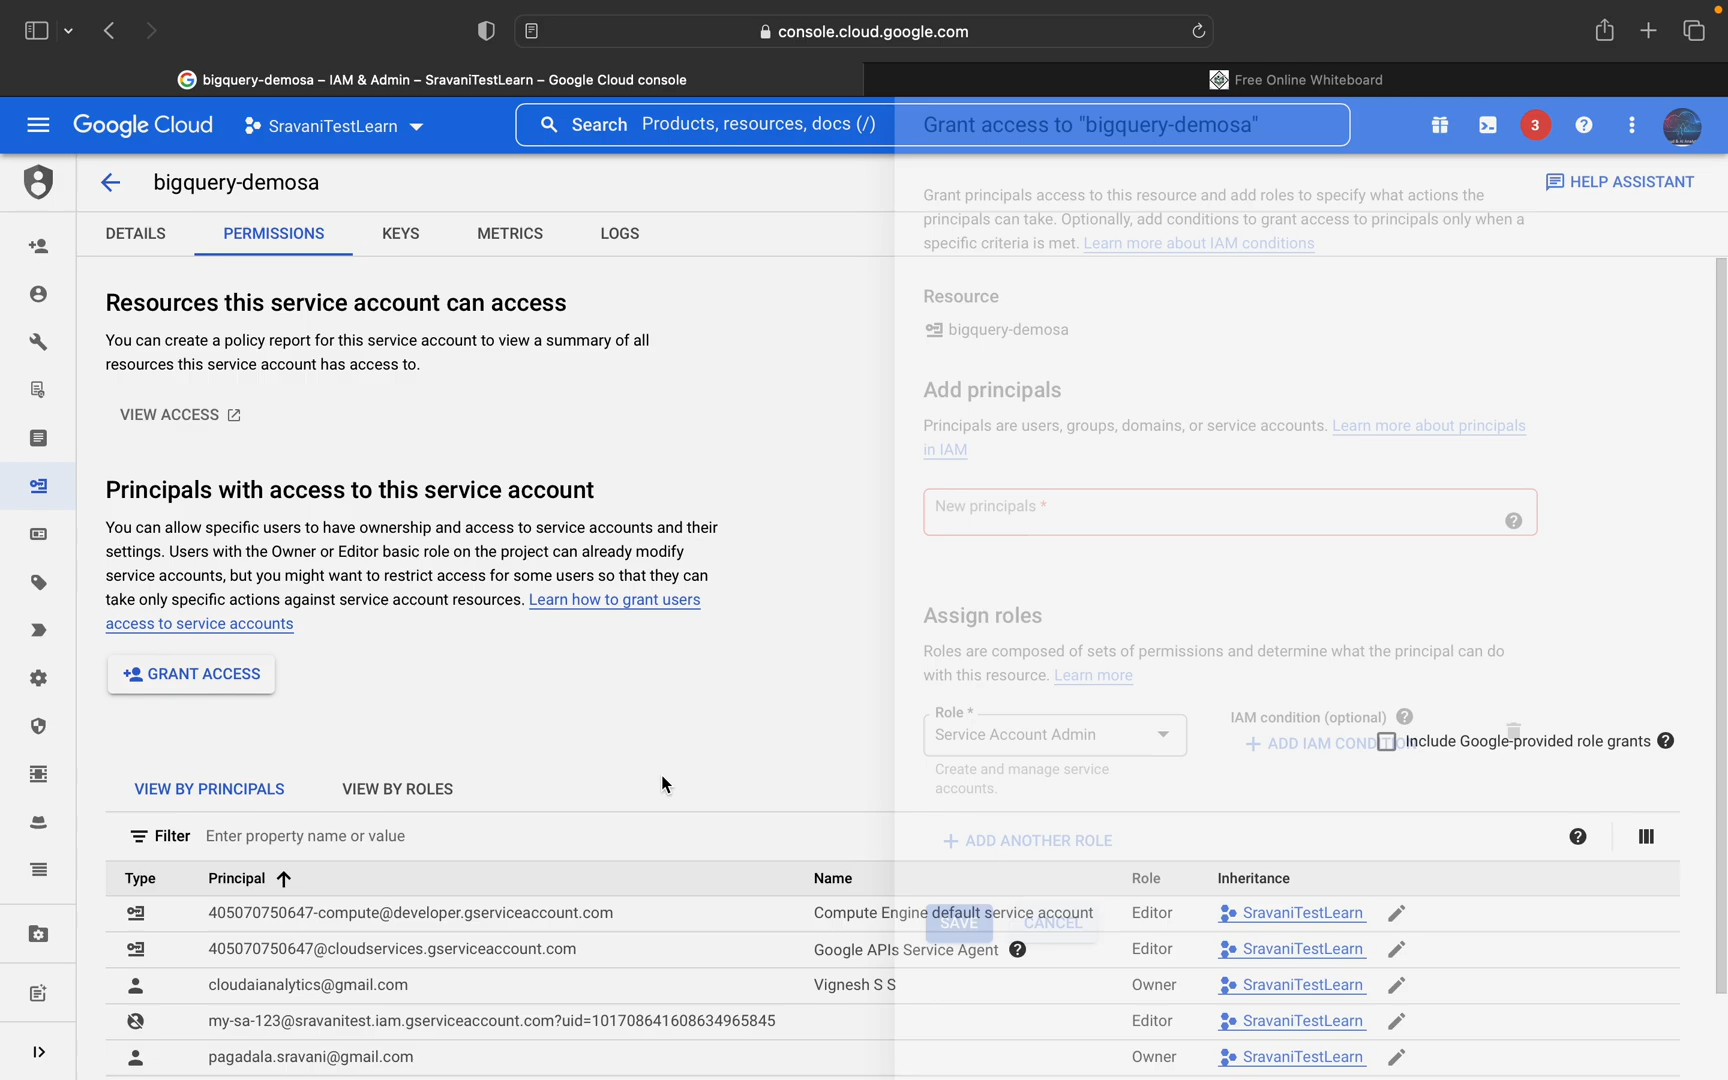 console.cloud.google.com
bigquery-demosa – IAM & Admin – SravaniTestLearn – Google Cloud console
Free Online Whiteboard
Google Cloud
SravaniTestLearn
Search Products, resources, docs (/)
Grant access to "bigquery-demosa"
3
bigquery-demosa
HELP ASSISTANT
DETAILS
PERMISSIONS
KEYS
METRICS
LOGS
Grant principals access to this resource and add roles to specify what actions the
principals can take. Optionally, add conditions to grant access to principals only when a
specific criteria is met. Learn more about IAM conditions
Resources this service account can access
You can create a policy report for this service account to view a summary of all
resources this service account has access to.
VIEW ACCESS
Resource
bigquery-demosa
Add principals
Principals are users, groups, domains, or service accounts. Learn more about principals
in IAM
New principals *
Principals with access to this service account
You can allow specific users to have ownership and access to service accounts and their
settings. Users with the Owner or Editor basic role on the project can already modify
service accounts, but you might want to restrict access for some users so that they can
take only specific actions against service account resources. Learn how to grant users
access to service accounts
GRANT ACCESS
Assign roles
Roles are composed of sets of permissions and determine what the principal can do
with this resource. Learn more
Role *
Service Account Admin
Create and manage service
accounts.
IAM condition (optional)
+ ADD IAM CONDITION
Include Google-provided role grants
+ ADD ANOTHER ROLE
SAVE
CANCEL
VIEW BY PRINCIPALS
VIEW BY ROLES
Filter Enter property name or value
Type Principal Name Role Inheritance
405070750647-compute@developer.gserviceaccount.com Compute Engine default service account Editor SravaniTestLearn
405070750647@cloudservices.gserviceaccount.com Google APIs Service Agent Editor SravaniTestLearn
cloudaianalytics@gmail.com Vignesh S S Owner SravaniTestLearn
my-sa-123@sravanitest.iam.gserviceaccount.com?uid=101708641608634965845 Editor SravaniTestLearn
pagadala.sravani@gmail.com Owner SravaniTestLearn